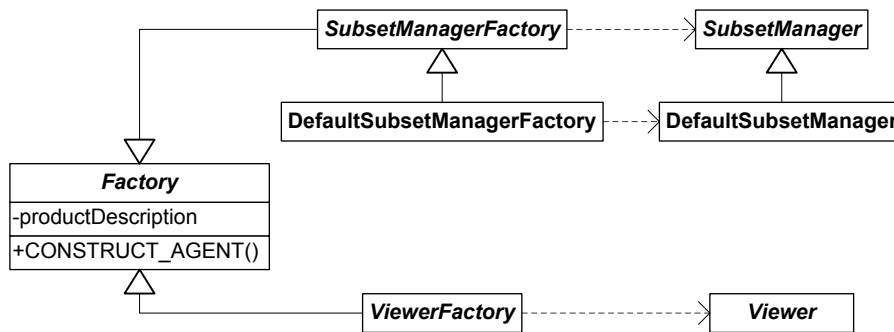 SubsetManagerFactory
SubsetManager
DefaultSubsetManagerFactory
DefaultSubsetManager
Factory
-productDescription
+CONSTRUCT_AGENT()
ViewerFactory
Viewer